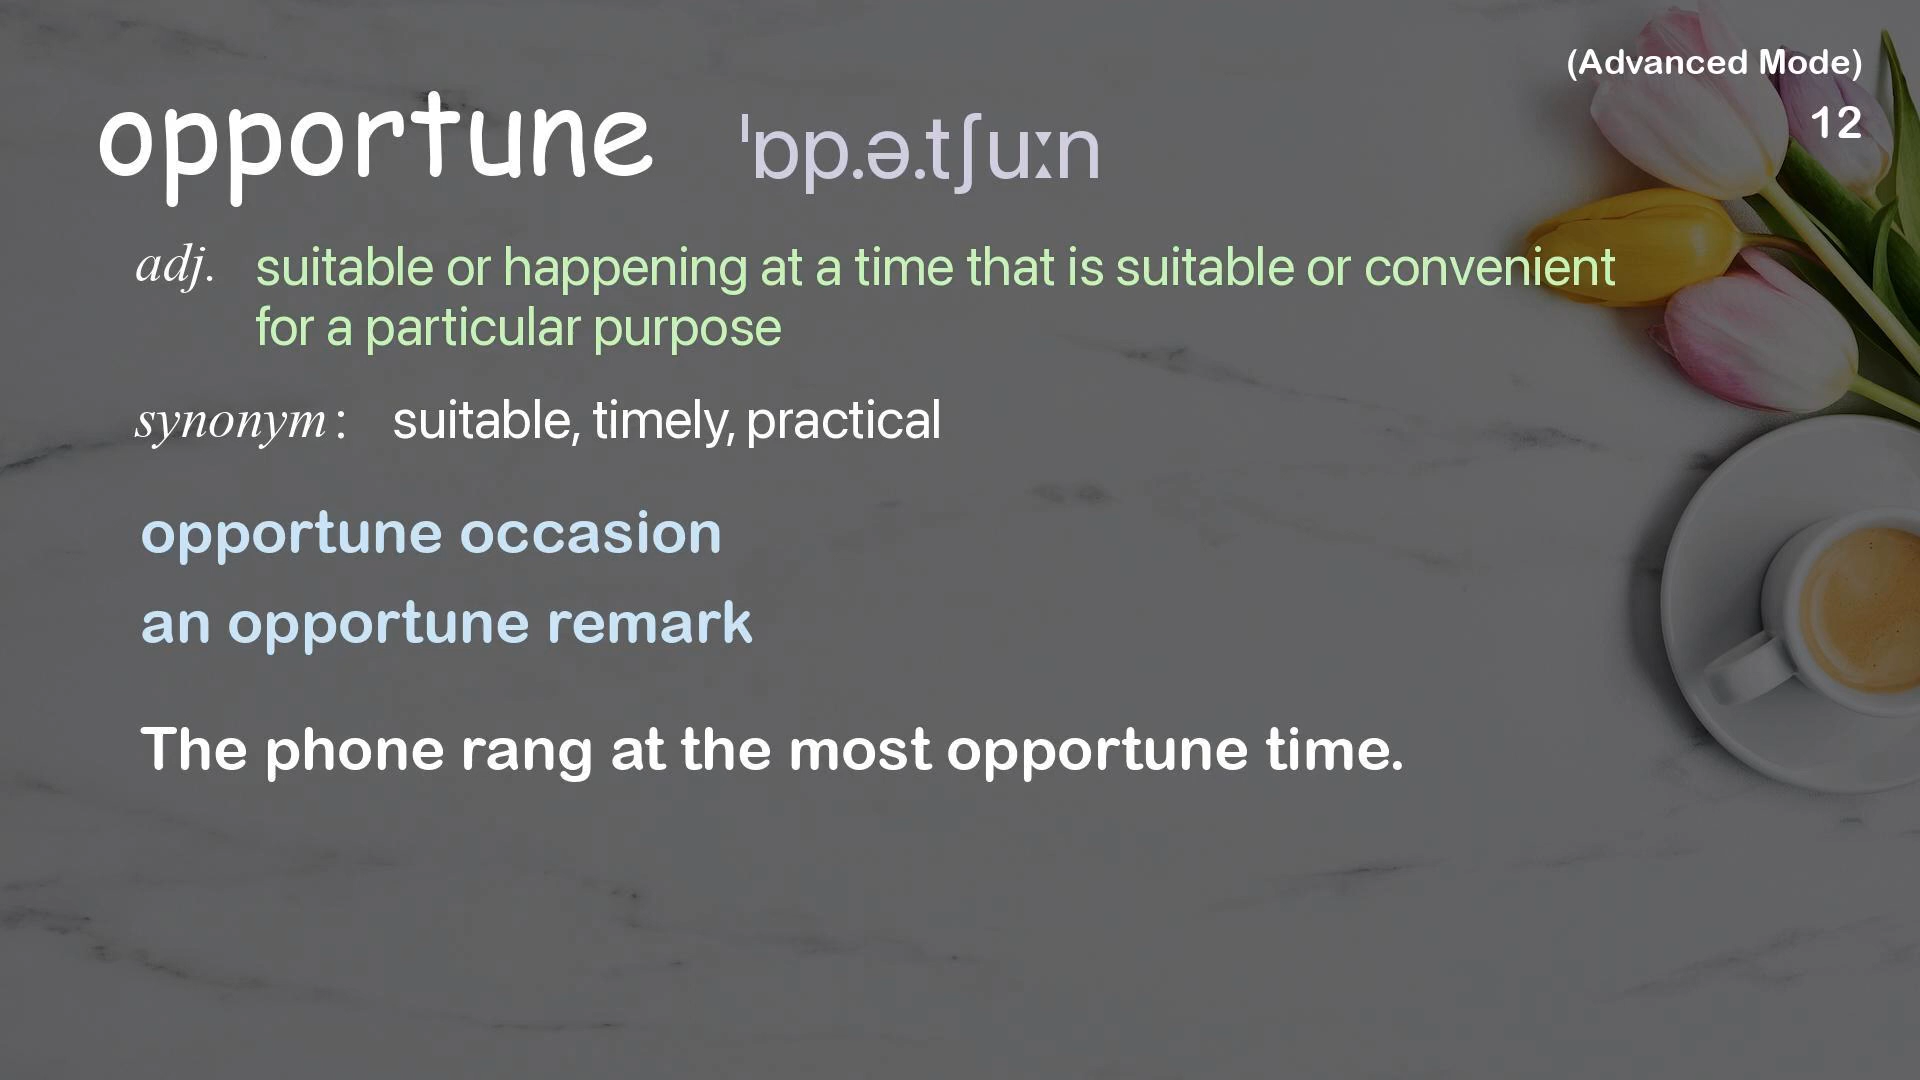 (Advanced Mode)
12
opportune ˈɒp.ə.tʃuːn
adj. suitable or happening at a time that is suitable or convenient
for a particular purpose
synonym: suitable, timely, practical
opportune occasion
an opportune remark
The phone rang at the most opportune time.